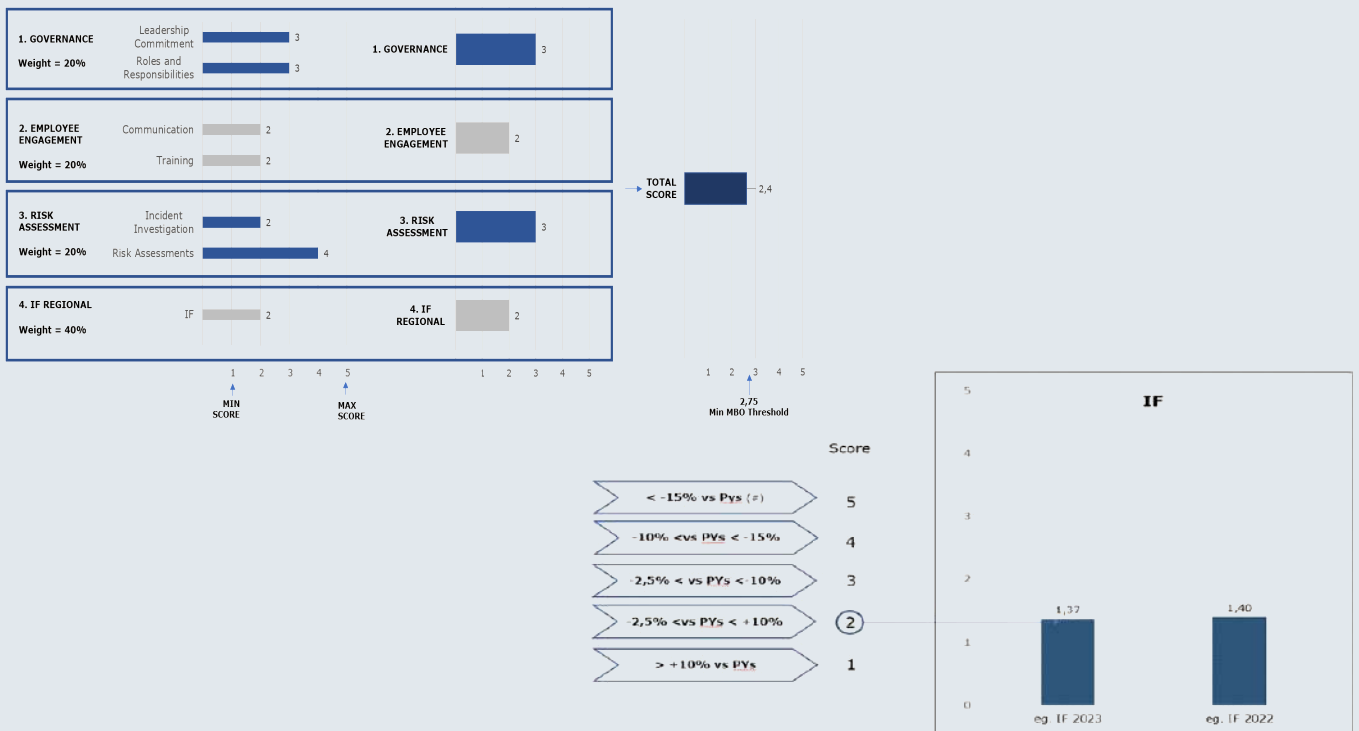 1. GOVERNANCE
Weight = 20%
Leadership
Commitment
3
Roles and
Responsibilities
3
1. GOVERNANCE
3
2. EMPLOYEE
ENGAGEMENT
Weight = 20%
Communication
2
Training
2
2. EMPLOYEE
ENGAGEMENT
2
3. RISK
ASSESSMENT
Weight = 20%
Incident
Investigation
2
Risk Assessments
4
3. RISK
ASSESSMENT
3
4. IF REGIONAL
Weight = 40%
IF
2
4. IF
REGIONAL
2
TOTAL
SCORE
2,4
1 2 3 4 5
MIN
SCORE
MAX
SCORE
1 2 3 4 5
1 2 3 4 5
2,75
Min MBO Threshold
Score
< -15% vs Pys (#)
5
-10% <vs PYs < -15%
4
-2,5% < vs PYs <-10%
3
-2,5% <vs PYs < +10%
2
> +10% vs PYs
1
IF
5
4
3
2
1
0
1,37
1,40
eg. IF 2023
eg. IF 2022